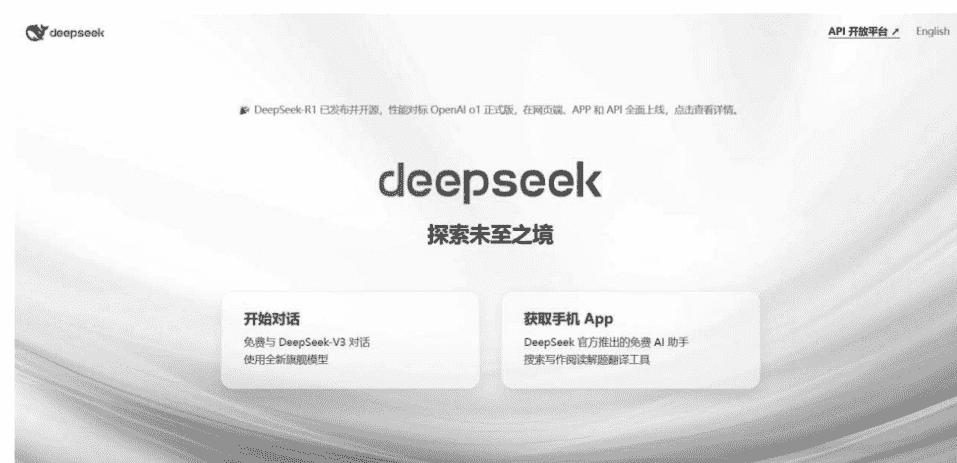 deepseek
API 开放平台 ↗
English
DeepSeek-R1 已发布并开源，性能对标 OpenAI o1 正式版，在网页端、APP 和 API 全面上线，点击查看详情。
deepseek
探索未至之境
开始对话
免费与 DeepSeek-V3 对话
使用全新旗舰模型
获取手机 App
DeepSeek 官方推出的免费 AI 助手
搜索写作阅读解题翻译工具